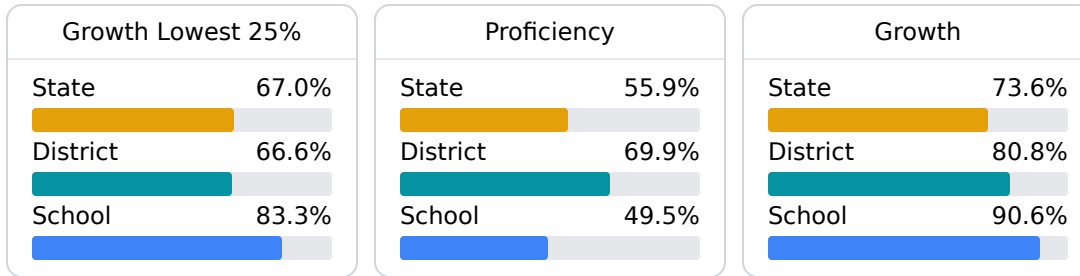 Growth Lowest 25%
State 67.0%
District 66.6%
School 83.3%
Proficiency
State 55.9%
District 69.9%
School 49.5%
Growth
State 73.6%
District 80.8%
School 90.6%